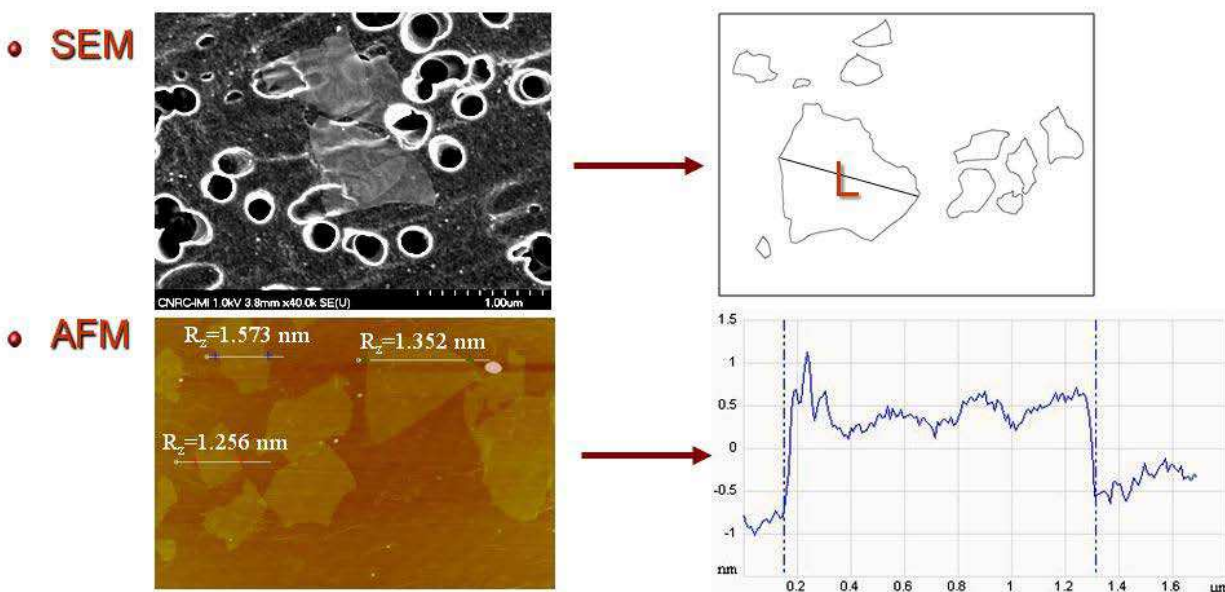 SEM
L
CNRC-IMI 1.0kV 3.8mm x40.0k SE(U) 1.00um
AFM
Rz=1.573 nm
Rz=1.352 nm
Rz=1.256 nm
1.5
1
0.5
0
-0.5
-1
nm
0.2 0.4 0.6 0.8 1 1.2 1.4 1.6